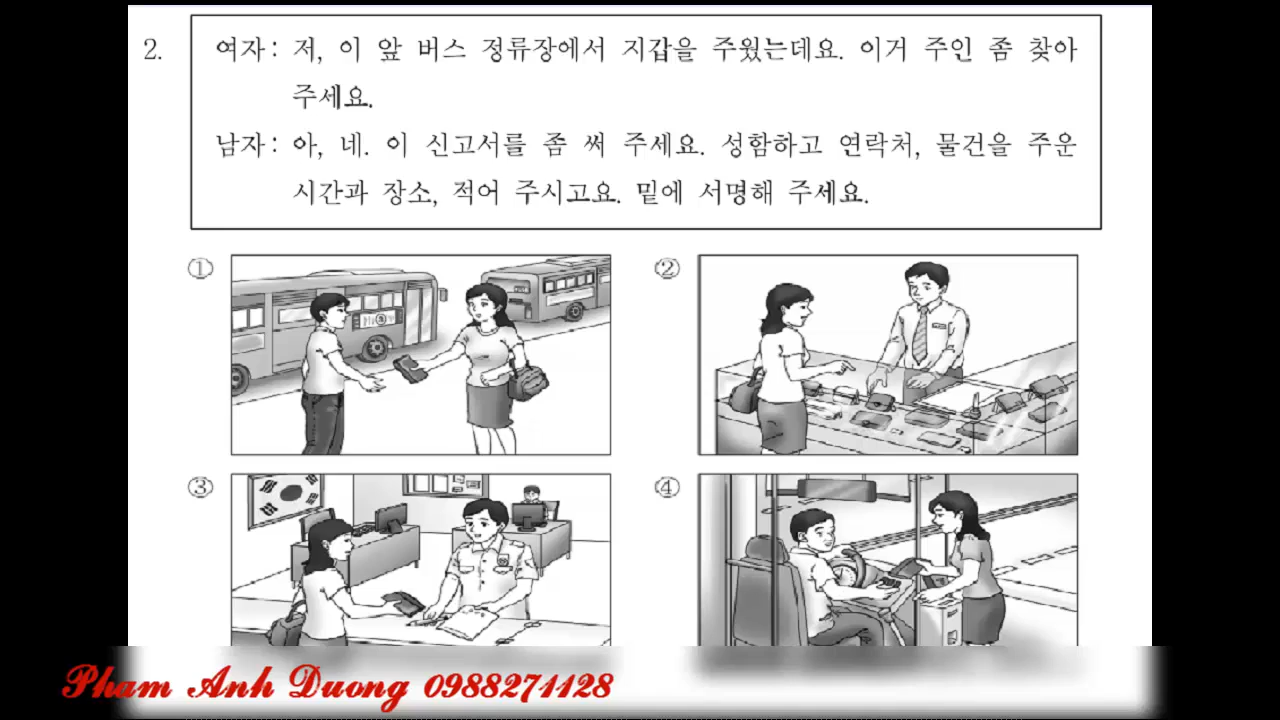 2.
여자: 저, 이 앞 버스 정류장에서 지갑을 주웠는데요. 이거 주인 좀 찾아
주세요.
남자: 아, 네. 이 신고서를 좀 써 주세요. 성함하고 연락처, 물건을 주운
시간과 장소, 적어 주시고요. 밑에 서명해 주세요.
①
②
③
④
Pham Anh Duong 0988271128